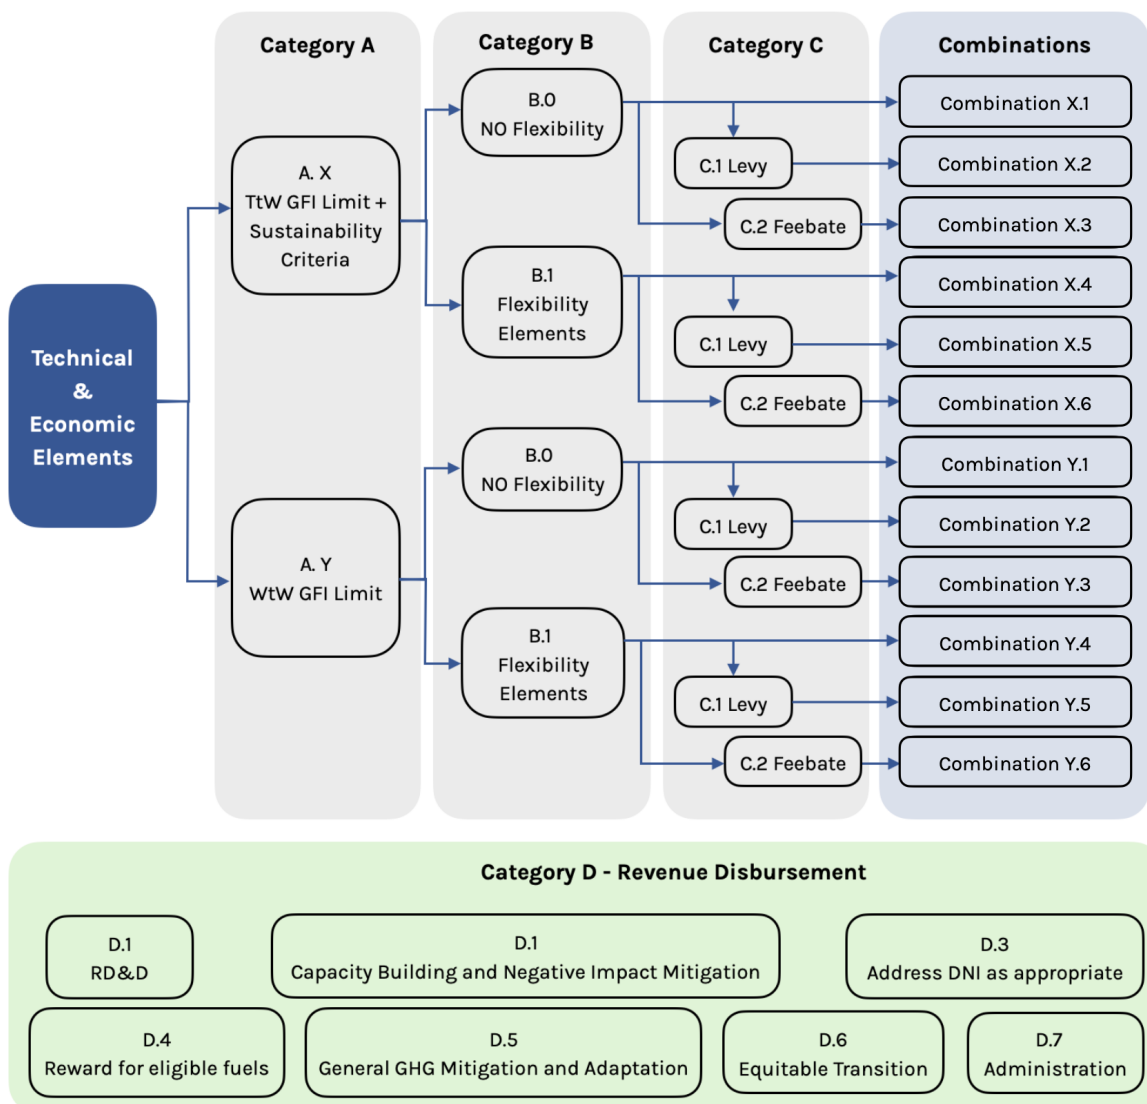 Category A
Category B
Category C
Combinations
Technical
&
Economic
Elements
A. X
TtW GFI Limit +
Sustainability
Criteria
A. Y
WtW GFI Limit
B.0
NO Flexibility
B.1
Flexibility
Elements
B.0
NO Flexibility
B.1
Flexibility
Elements
C.1 Levy
C.2 Feebate
C.1 Levy
C.2 Feebate
C.1 Levy
C.2 Feebate
C.1 Levy
C.2 Feebate
Combination X.1
Combination X.2
Combination X.3
Combination X.4
Combination X.5
Combination X.6
Combination Y.1
Combination Y.2
Combination Y.3
Combination Y.4
Combination Y.5
Combination Y.6
Category D - Revenue Disbursement
D.1
RD&D
D.1
Capacity Building and Negative Impact Mitigation
D.3
Address DNI as appropriate
D.4
Reward for eligible fuels
D.5
General GHG Mitigation and Adaptation
D.6
Equitable Transition
D.7
Administration